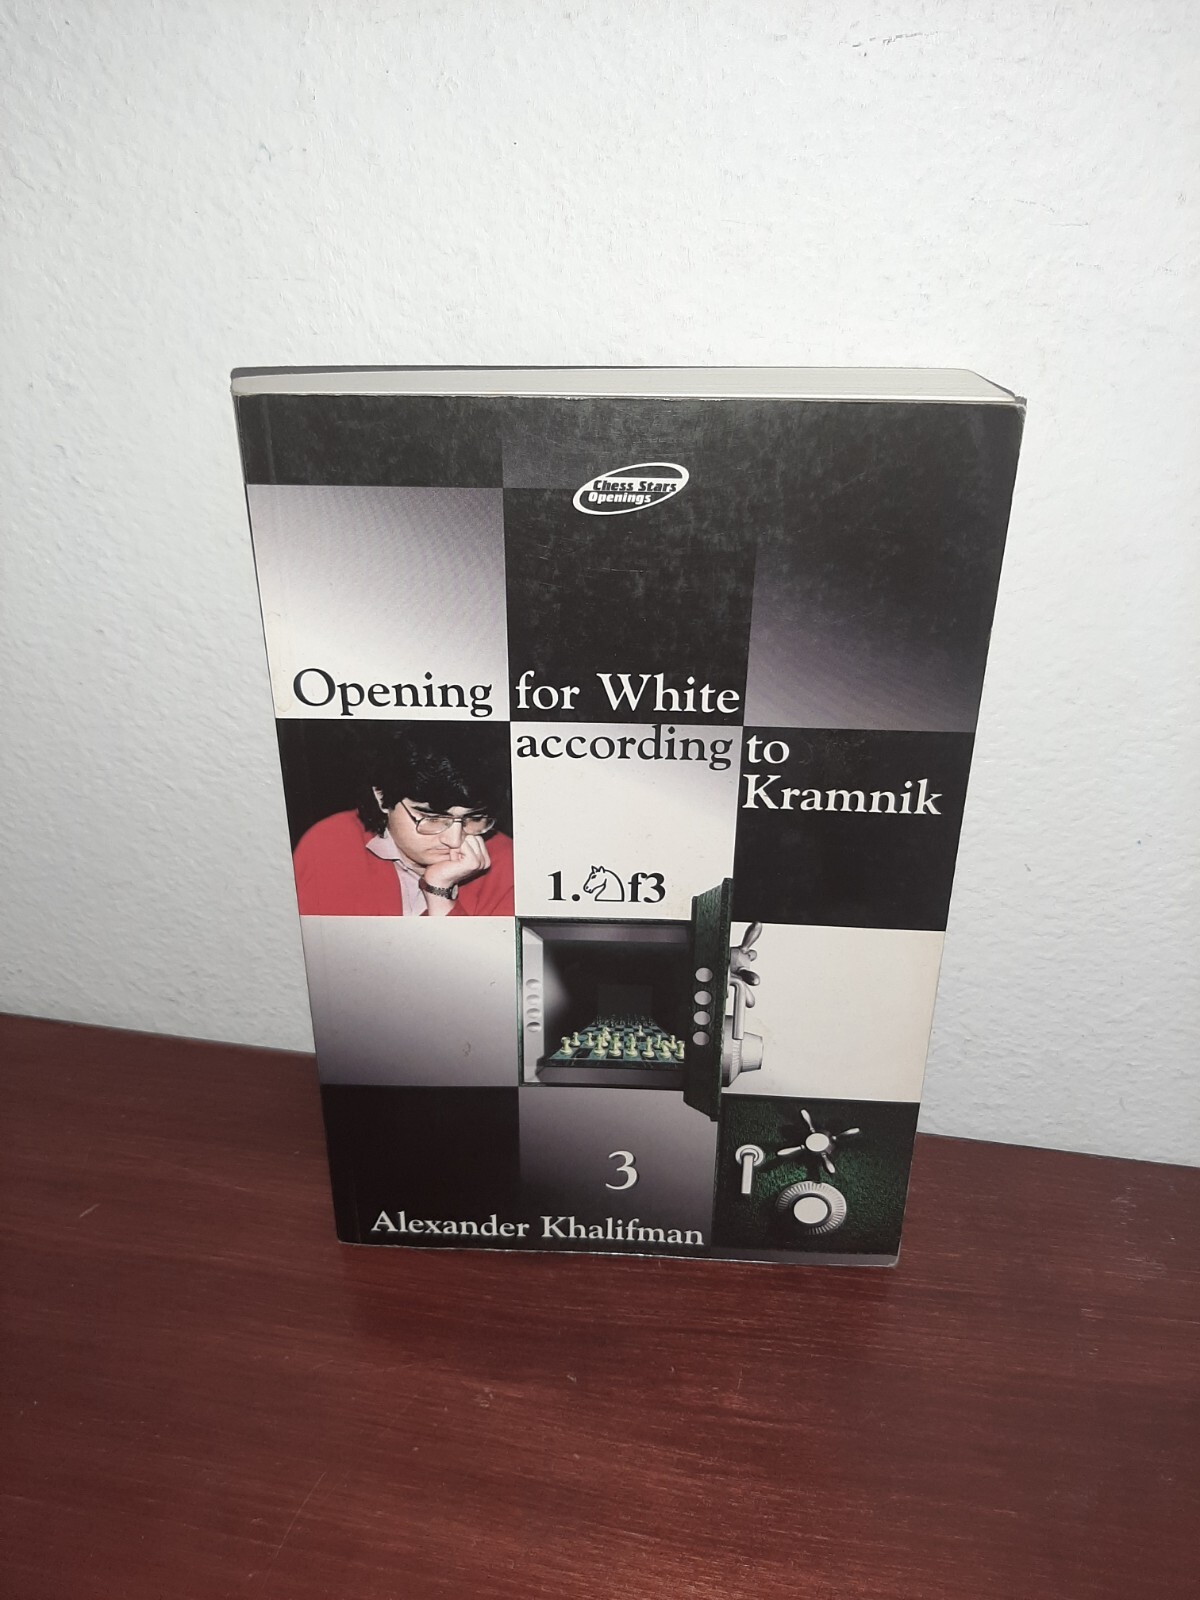 Chess Stars
Openings
Opening for White
according to
Kramnik
1.♘f3
3
Alexander Khalifman